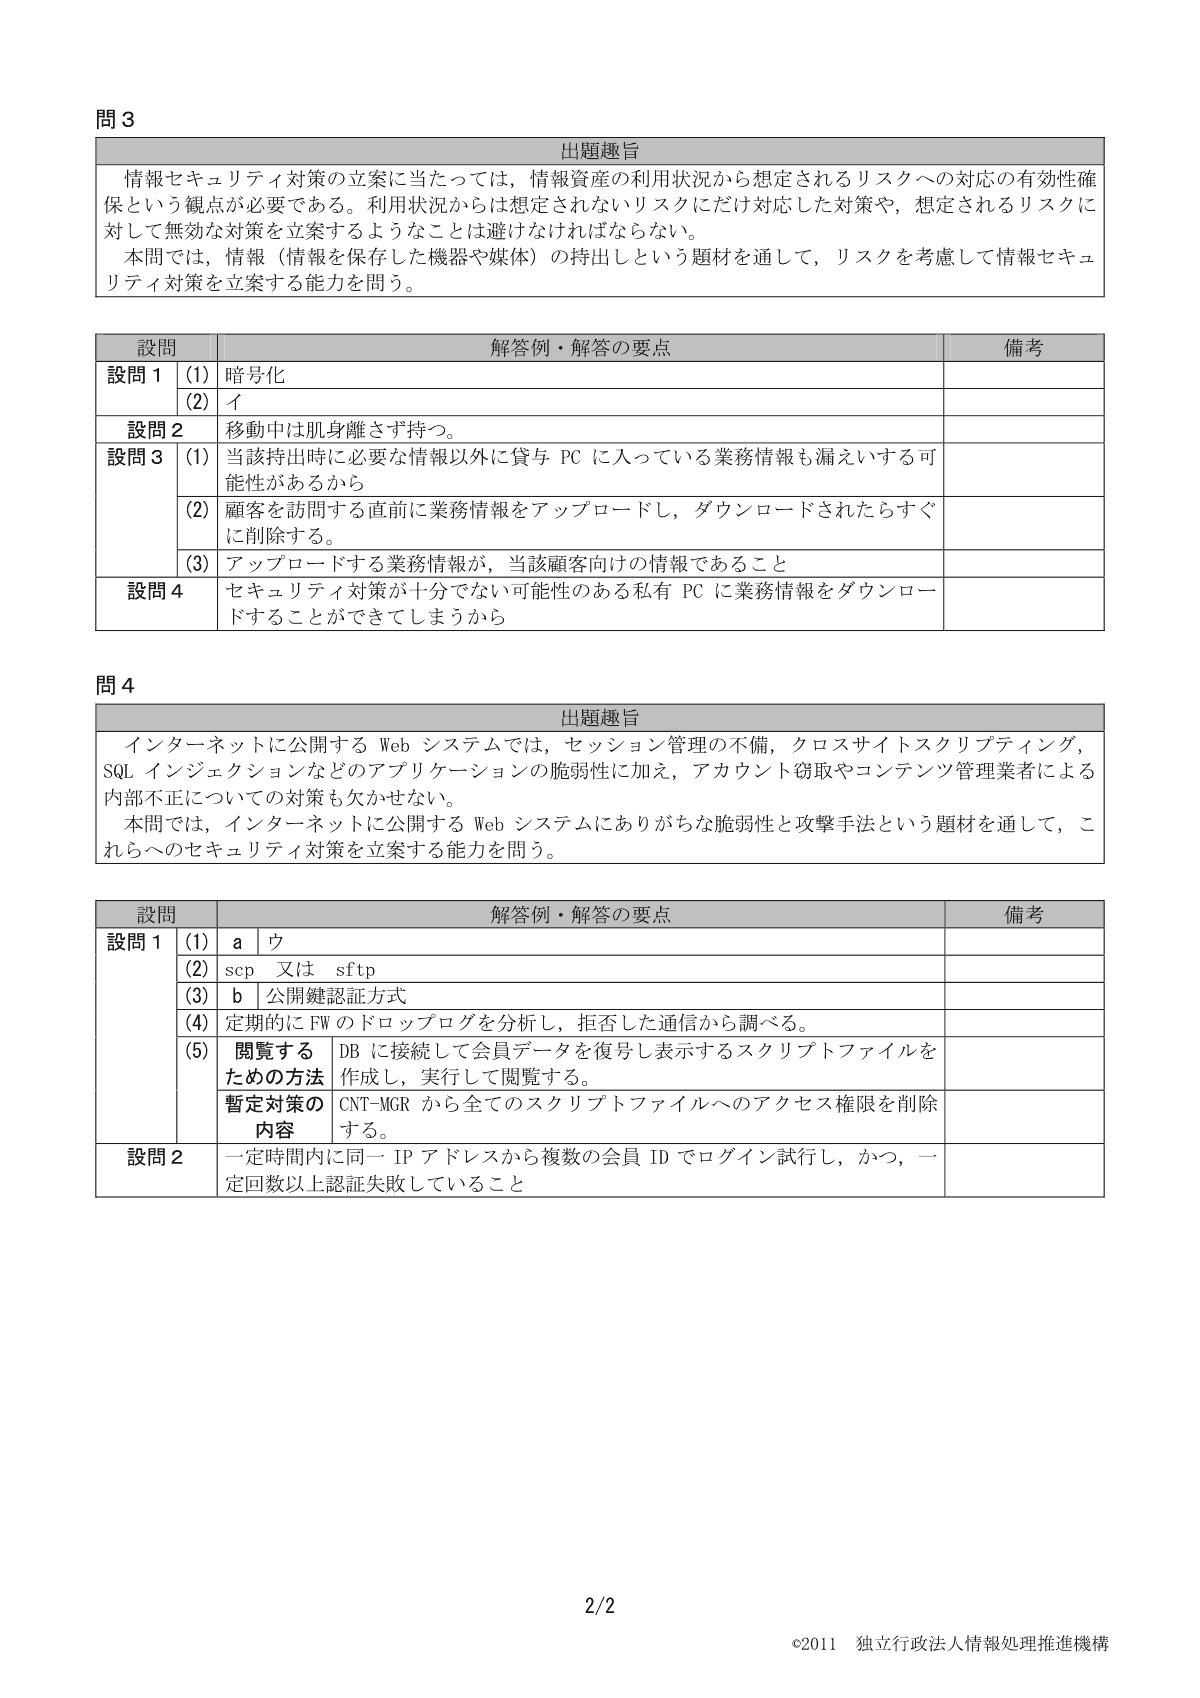 問３
出題趣旨
情報セキュリティ対策の立案に当たっては，情報資産の利用状況から想定されるリスクへの対応の有効性確
保という観点が必要である。利用状況からは想定されないリスクにだけ対応した対策や，想定されるリスクに
対して無効な対策を立案するようなことは避けなければならない。
本問では，情報（情報を保存した機器や媒体）の持出しという題材を通して，リスクを考慮して情報セキュ
リティ対策を立案する能力を問う。
設問 解答例・解答の要点 備考
設問１ (1) 暗号化
(2) イ
設問２ 移動中は肌身離さず持つ。
設問３ (1) 当該持出時に必要な情報以外に貸与 PC に入っている業務情報も漏えいする可
能性があるから
(2) 顧客を訪問する直前に業務情報をアップロードし，ダウンロードされたらすぐ
に削除する。
(3) アップロードする業務情報が，当該顧客向けの情報であること
設問４ セキュリティ対策が十分でない可能性のある私有 PC に業務情報をダウンロー
ドすることができてしまうから
問４
出題趣旨
インターネットに公開する Web システムでは，セッション管理の不備，クロスサイトスクリプティング，
SQL インジェクションなどのアプリケーションの脆弱性に加え，アカウント窃取やコンテンツ管理業者による
内部不正についての対策も欠かせない。
本問では，インターネットに公開する Web システムにありがちな脆弱性と攻撃手法という題材を通して，こ
れらへのセキュリティ対策を立案する能力を問う。
設問 解答例・解答の要点 備考
設問１ (1) a ウ
(2) scp 又は sftp
(3) b 公開鍵認証方式
(4) 定期的に FW のドロップログを分析し，拒否した通信から調べる。
(5) 閲覧する DB に接続して会員データを復号し表示するスクリプトファイルを
ための方法 作成し，実行して閲覧する。
暫定対策の CNT-MGR から全てのスクリプトファイルへのアクセス権限を削除
内容 する。
設問２ 一定時間内に同一 IP アドレスから複数の会員 ID でログイン試行し，かつ，一
定回数以上認証失敗していること
2/2
©2011 独立行政法人情報処理推進機構